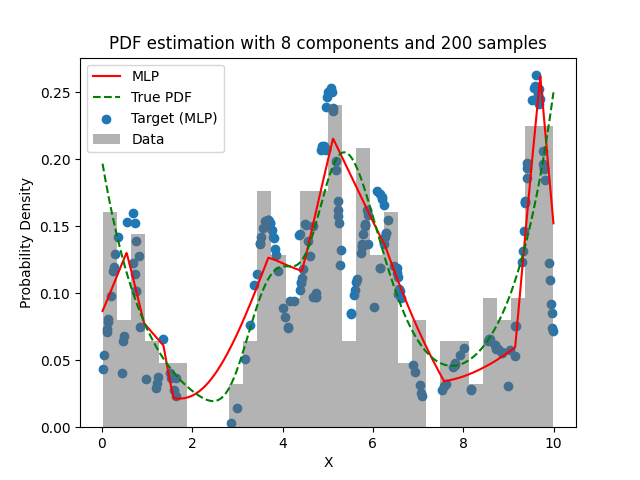 PDF estimation with 8 components and 200 samples
MLP
True PDF
Target (MLP)
Data
Probability Density
0.25
0.20
0.15
0.10
0.05
0.00
0 2 4 6 8 10
X